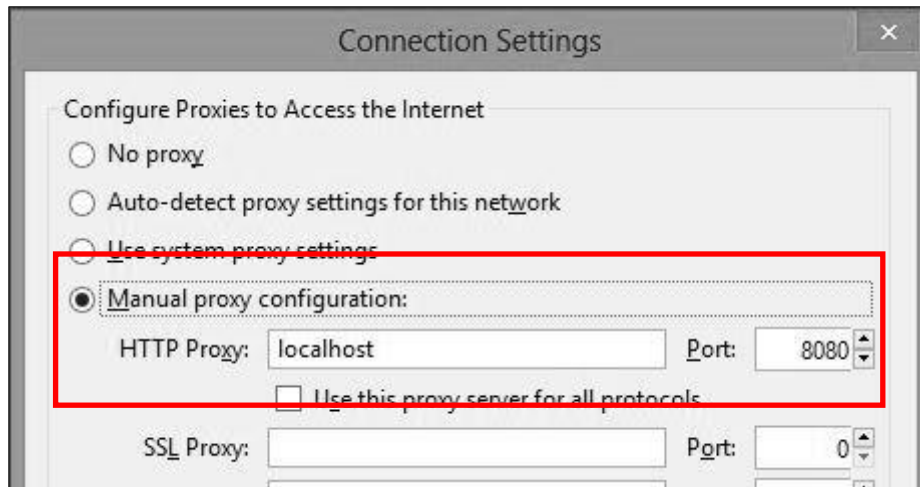 Connection Settings
Configure Proxies to Access the Internet
No proxy
Auto-detect proxy settings for this network
Use system proxy settings
Manual proxy configuration:
HTTP Proxy: localhost Port: 8080
Use this proxy server for all protocols
SSL Proxy: Port: 0